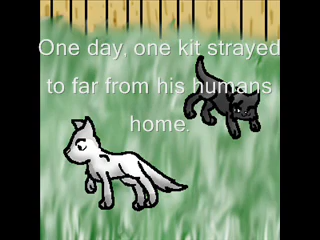 One day, one kit strayed
to far from his humans
home.